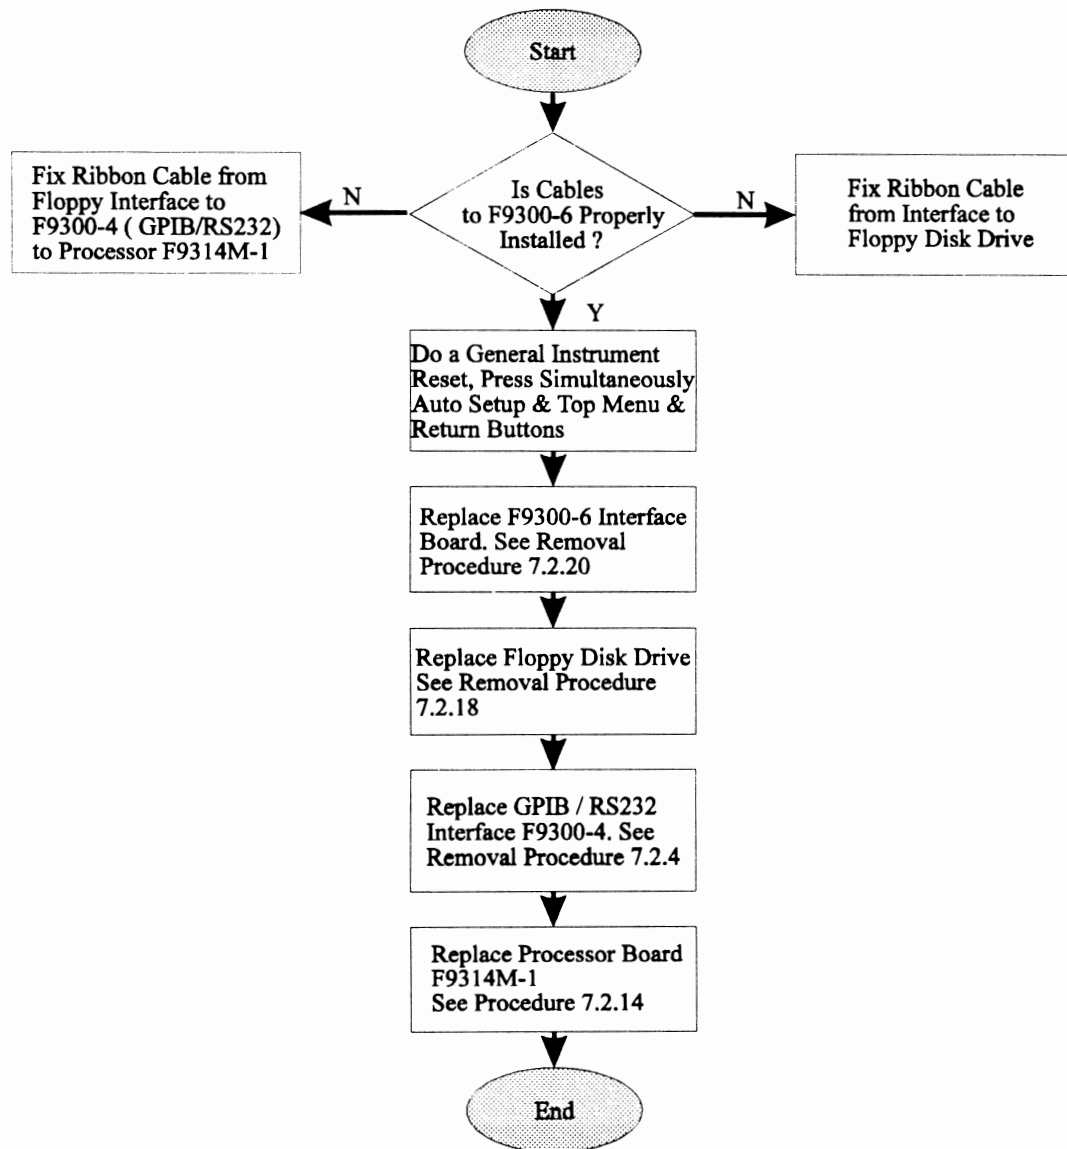 Start
Fix Ribbon Cable from
Floppy Interface to
F9300-4 ( GPIB/RS232)
to Processor F9314M-1
N
Is Cables
to F9300-6 Properly
Installed ?
N
Fix Ribbon Cable
from Interface to
Floppy Disk Drive
Y
Do a General Instrument
Reset, Press Simultaneously
Auto Setup & Top Menu &
Return Buttons
Replace F9300-6 Interface
Board. See Removal
Procedure 7.2.20
Replace Floppy Disk Drive
See Removal Procedure
7.2.18
Replace GPIB / RS232
Interface F9300-4. See
Removal Procedure 7.2.4
Replace Processor Board
F9314M-1
See Procedure 7.2.14
End